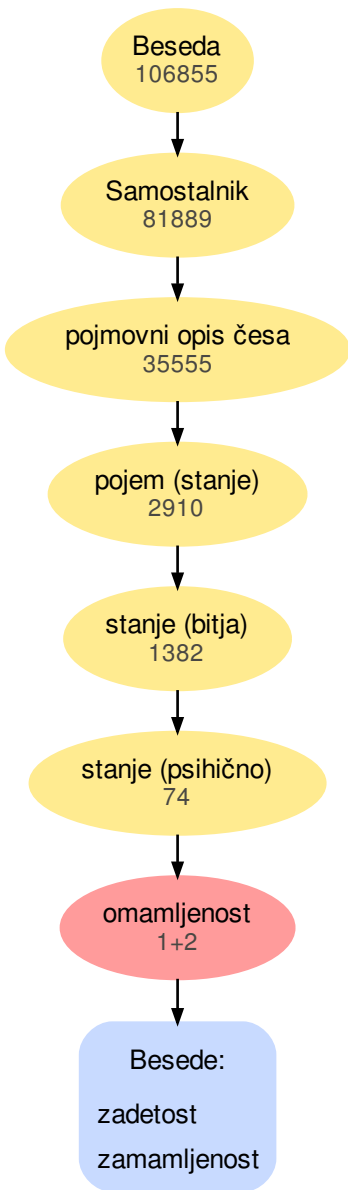 Beseda
106855
Samostalnik
81889
pojmovni opis česa
35555
pojem (stanje)
2910
stanje (bitja)
1382
stanje (psihično)
74
omamljenost
1+2
Besede:
zadetost
zamamljenost